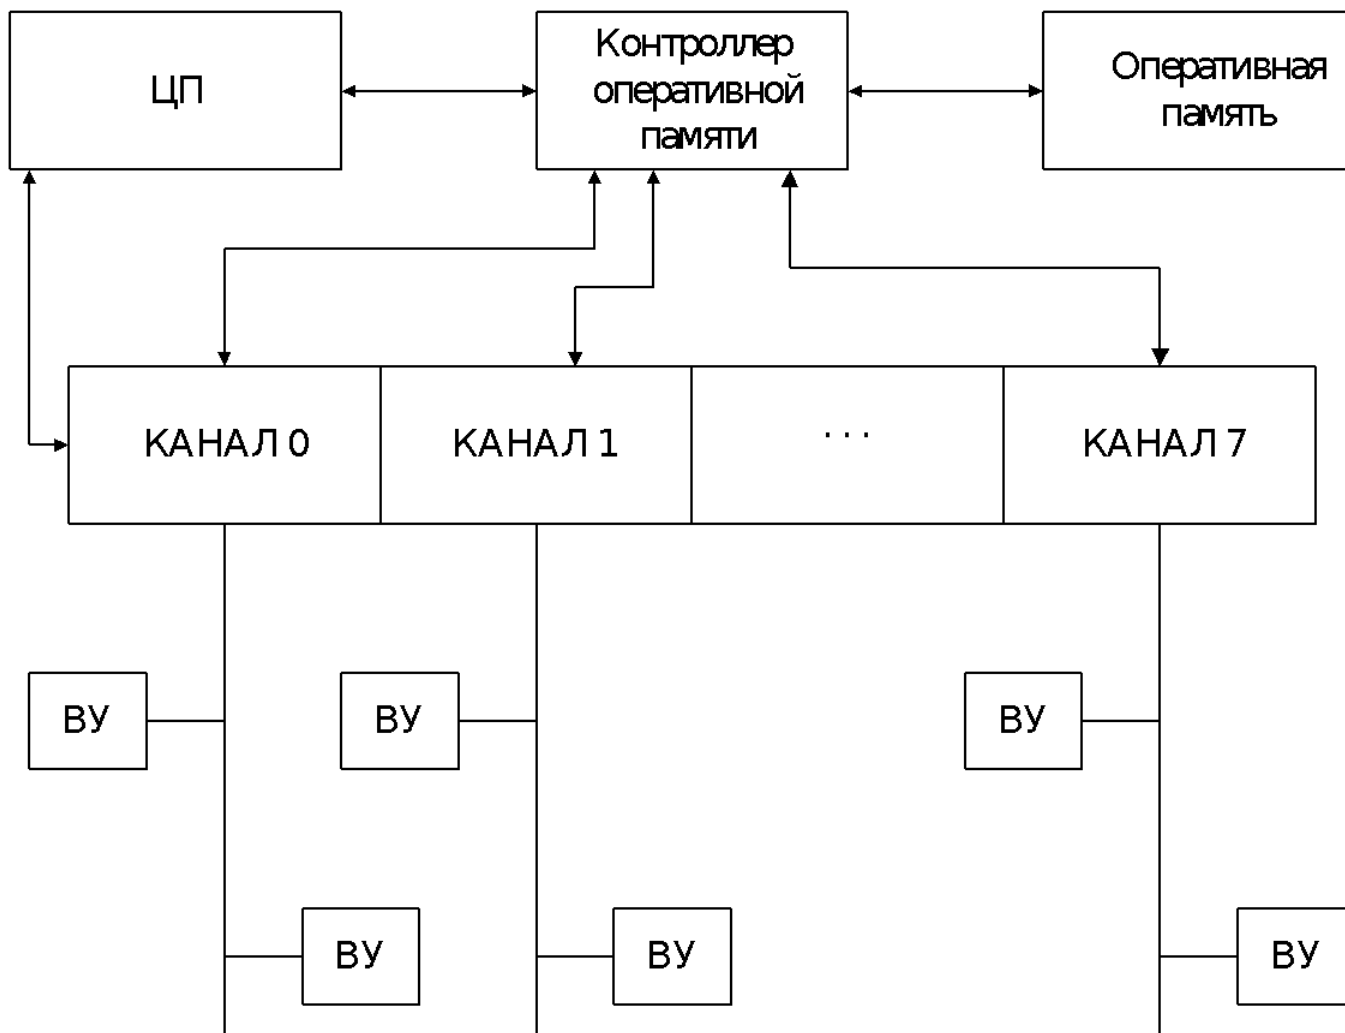 ЦП
Контроллер
оперативной
памяти
Оперативная
память
КАНАЛ 0
КАНАЛ 1
. . .
КАНАЛ 7
ВУ
ВУ
ВУ
ВУ
ВУ
ВУ